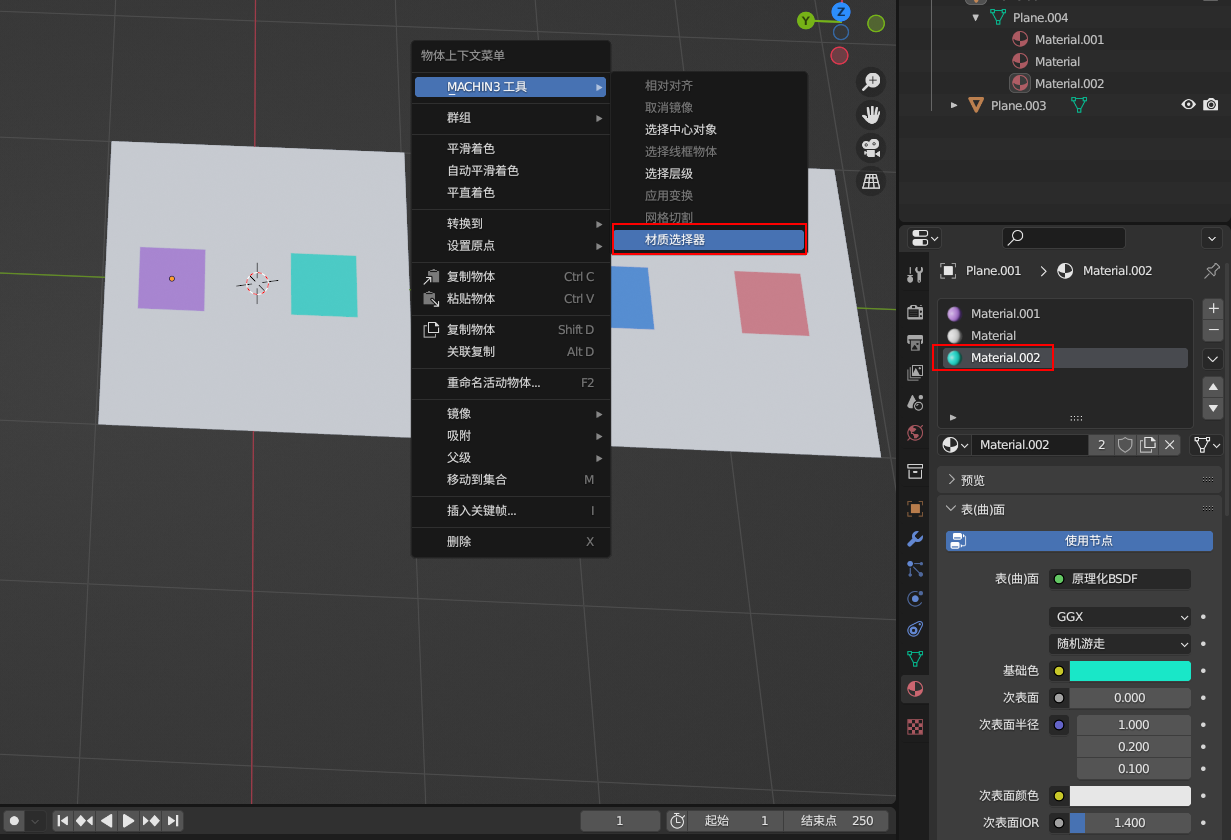 Y
Z
物体上下文菜单
MACHIN3 工具
群组
平滑着色
自动平滑着色
平直着色
转换到
设置原点
复制物体 Ctrl C
粘贴物体 Ctrl V
复制物体 Shift D
关联复制 Alt D
重命名活动物体... F2
镜像
吸附
父级
移动到集合 M
插入关键帧... I
删除 X
相对对齐
取消镜像
选择中心对象
选择线框物体
选择层级
应用变换
网格切割
材质选择器
Plane.004
Material.001
Material
Material.002
Plane.003
Plane.001 Material.002
Material.001
Material
Material.002
Material.002 2
预览
表(曲)面
使用节点
表(曲)面 原理化BSDF
GGX
随机游走
基础色
次表面 0.000
次表面半径 1.000
0.200
0.100
次表面颜色
次表面IOR 1.400
1 起始 1 结束点 250